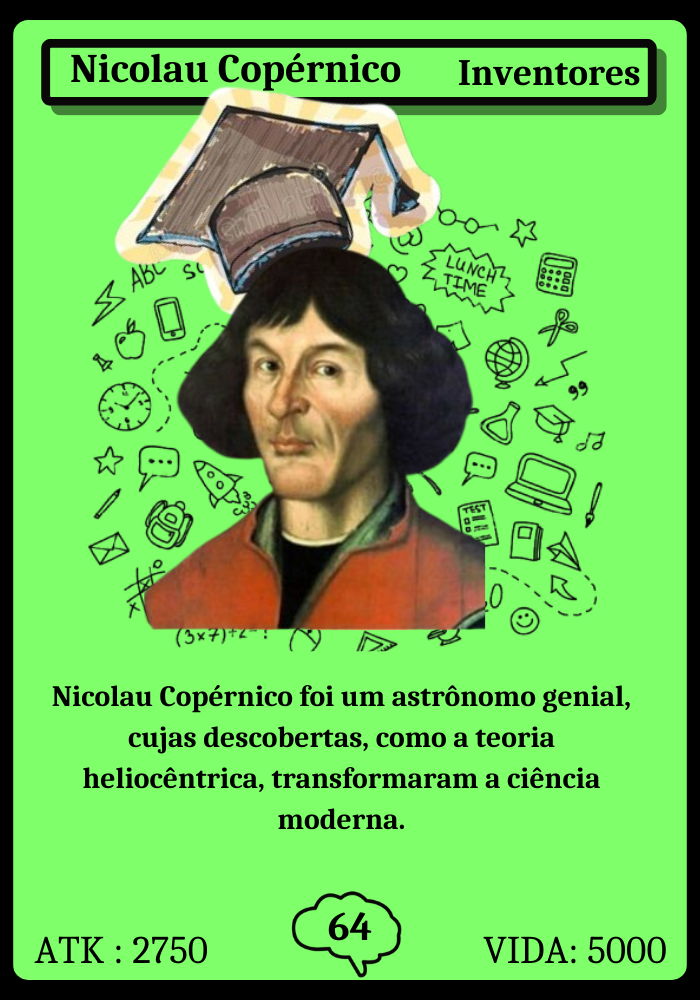 Nicolau Copérnico
Inventores
ABC
LUNCH
TIME
TEST
(3x7)÷2-
Nicolau Copérnico foi um astrônomo genial,
cujas descobertas, como a teoria
heliocêntrica, transformaram a ciência
moderna.
64
ATK : 2750
VIDA: 5000